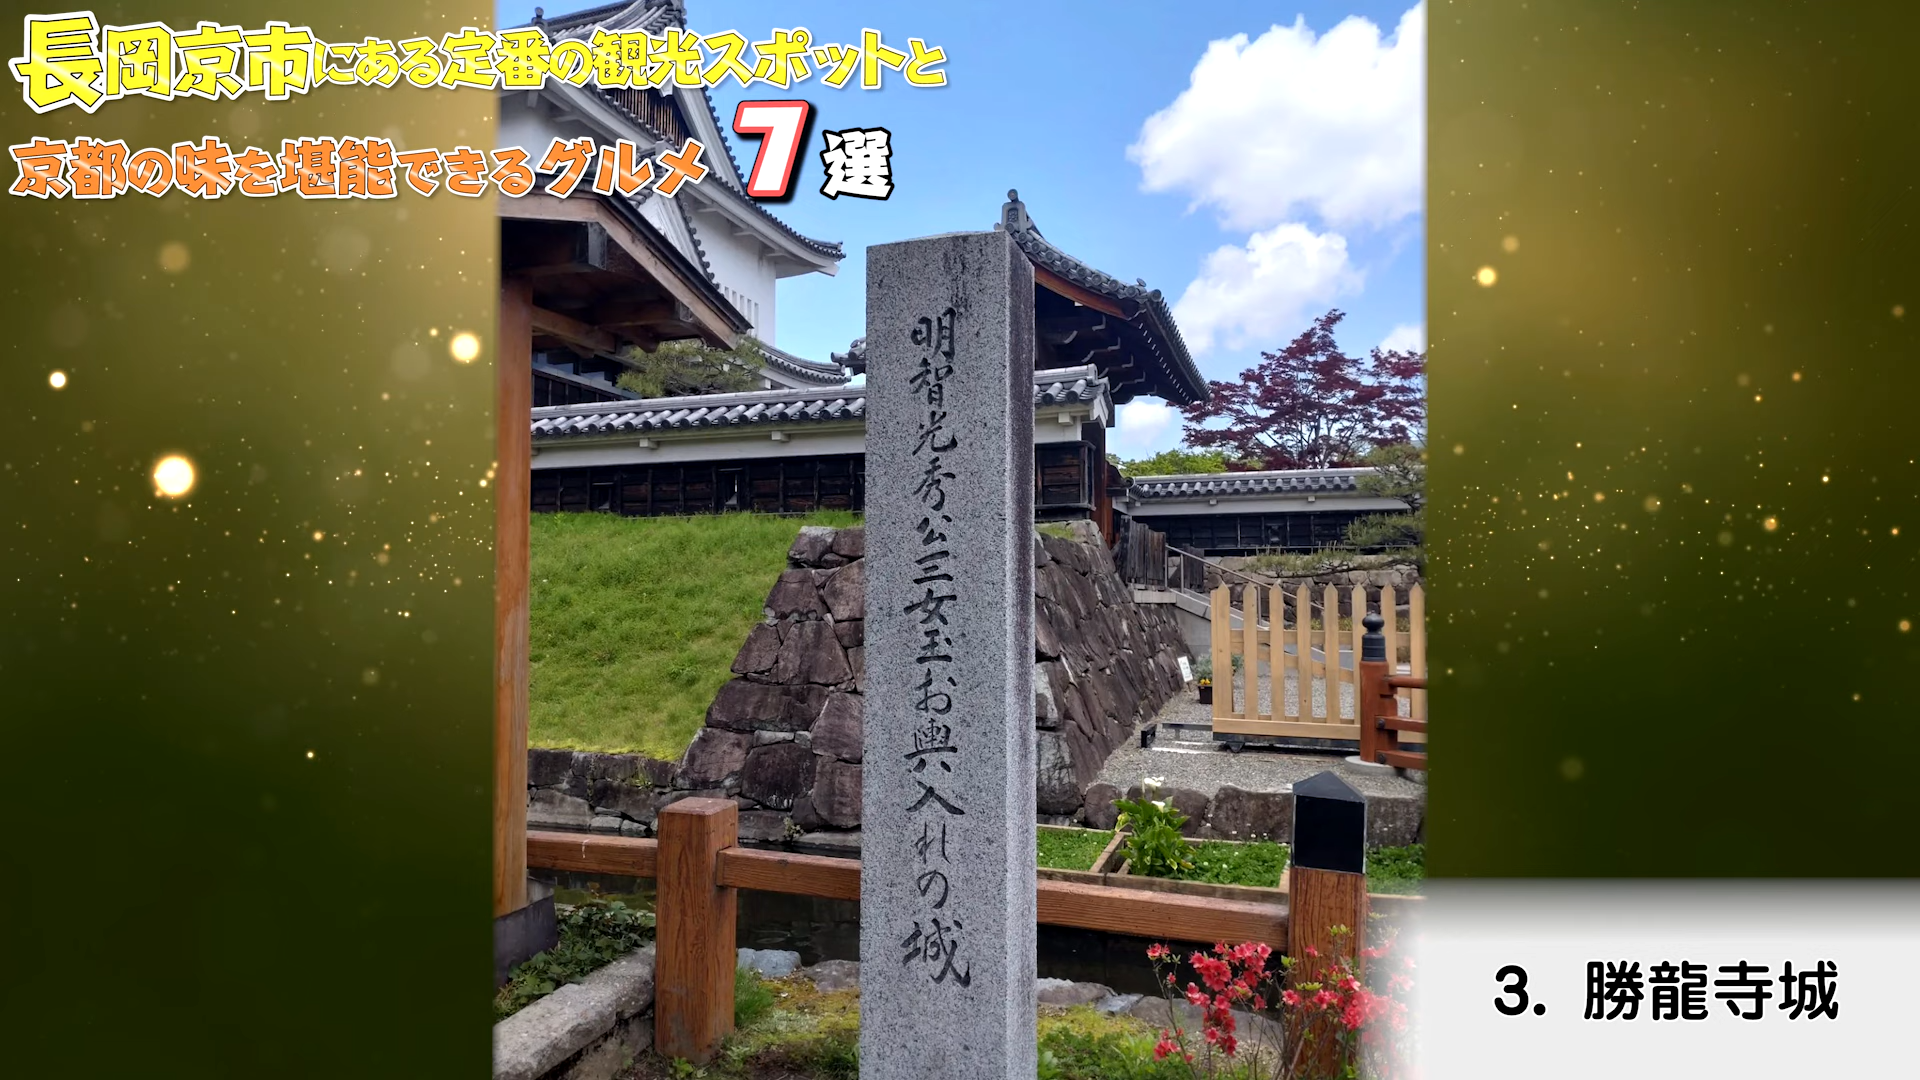 長岡京市にある定番の観光スポットと
京都の味を堪能できるグルメ7選
明智光秀公三女玉お輿入れの城
3. 勝龍寺城